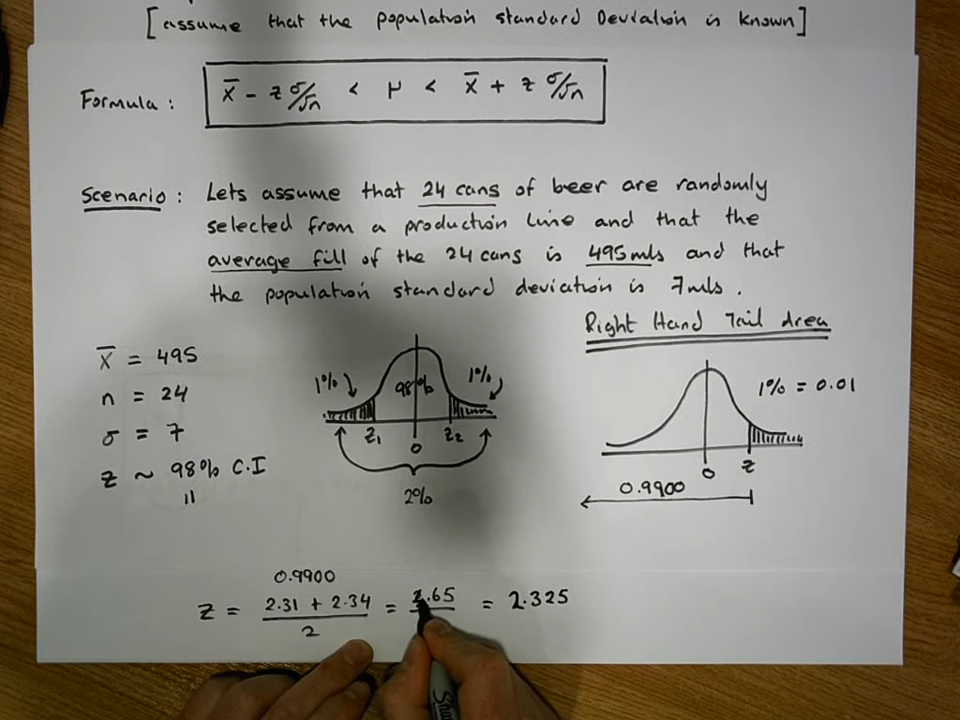 [assume that the population standard Deviation is known]
Formula : x̄ - z σ/√n < μ < x̄ + z σ/√n
Scenario : Lets assume that 24 cans of beer are randomly
selected from a production line and that the
average fill of the 24 cans is 495 mls and that
the population standard deviation is 7mls.
Right Hand Tail area
x̄ = 495
n = 24
σ = 7
z ~ 98% C.I
"
1% 98% 1%
z₁ 0 z₂
2%
1% = 0.01
0 z
0.9900
0.9900
z = 2.31 + 2.34 / 2 = .65 = 2.325